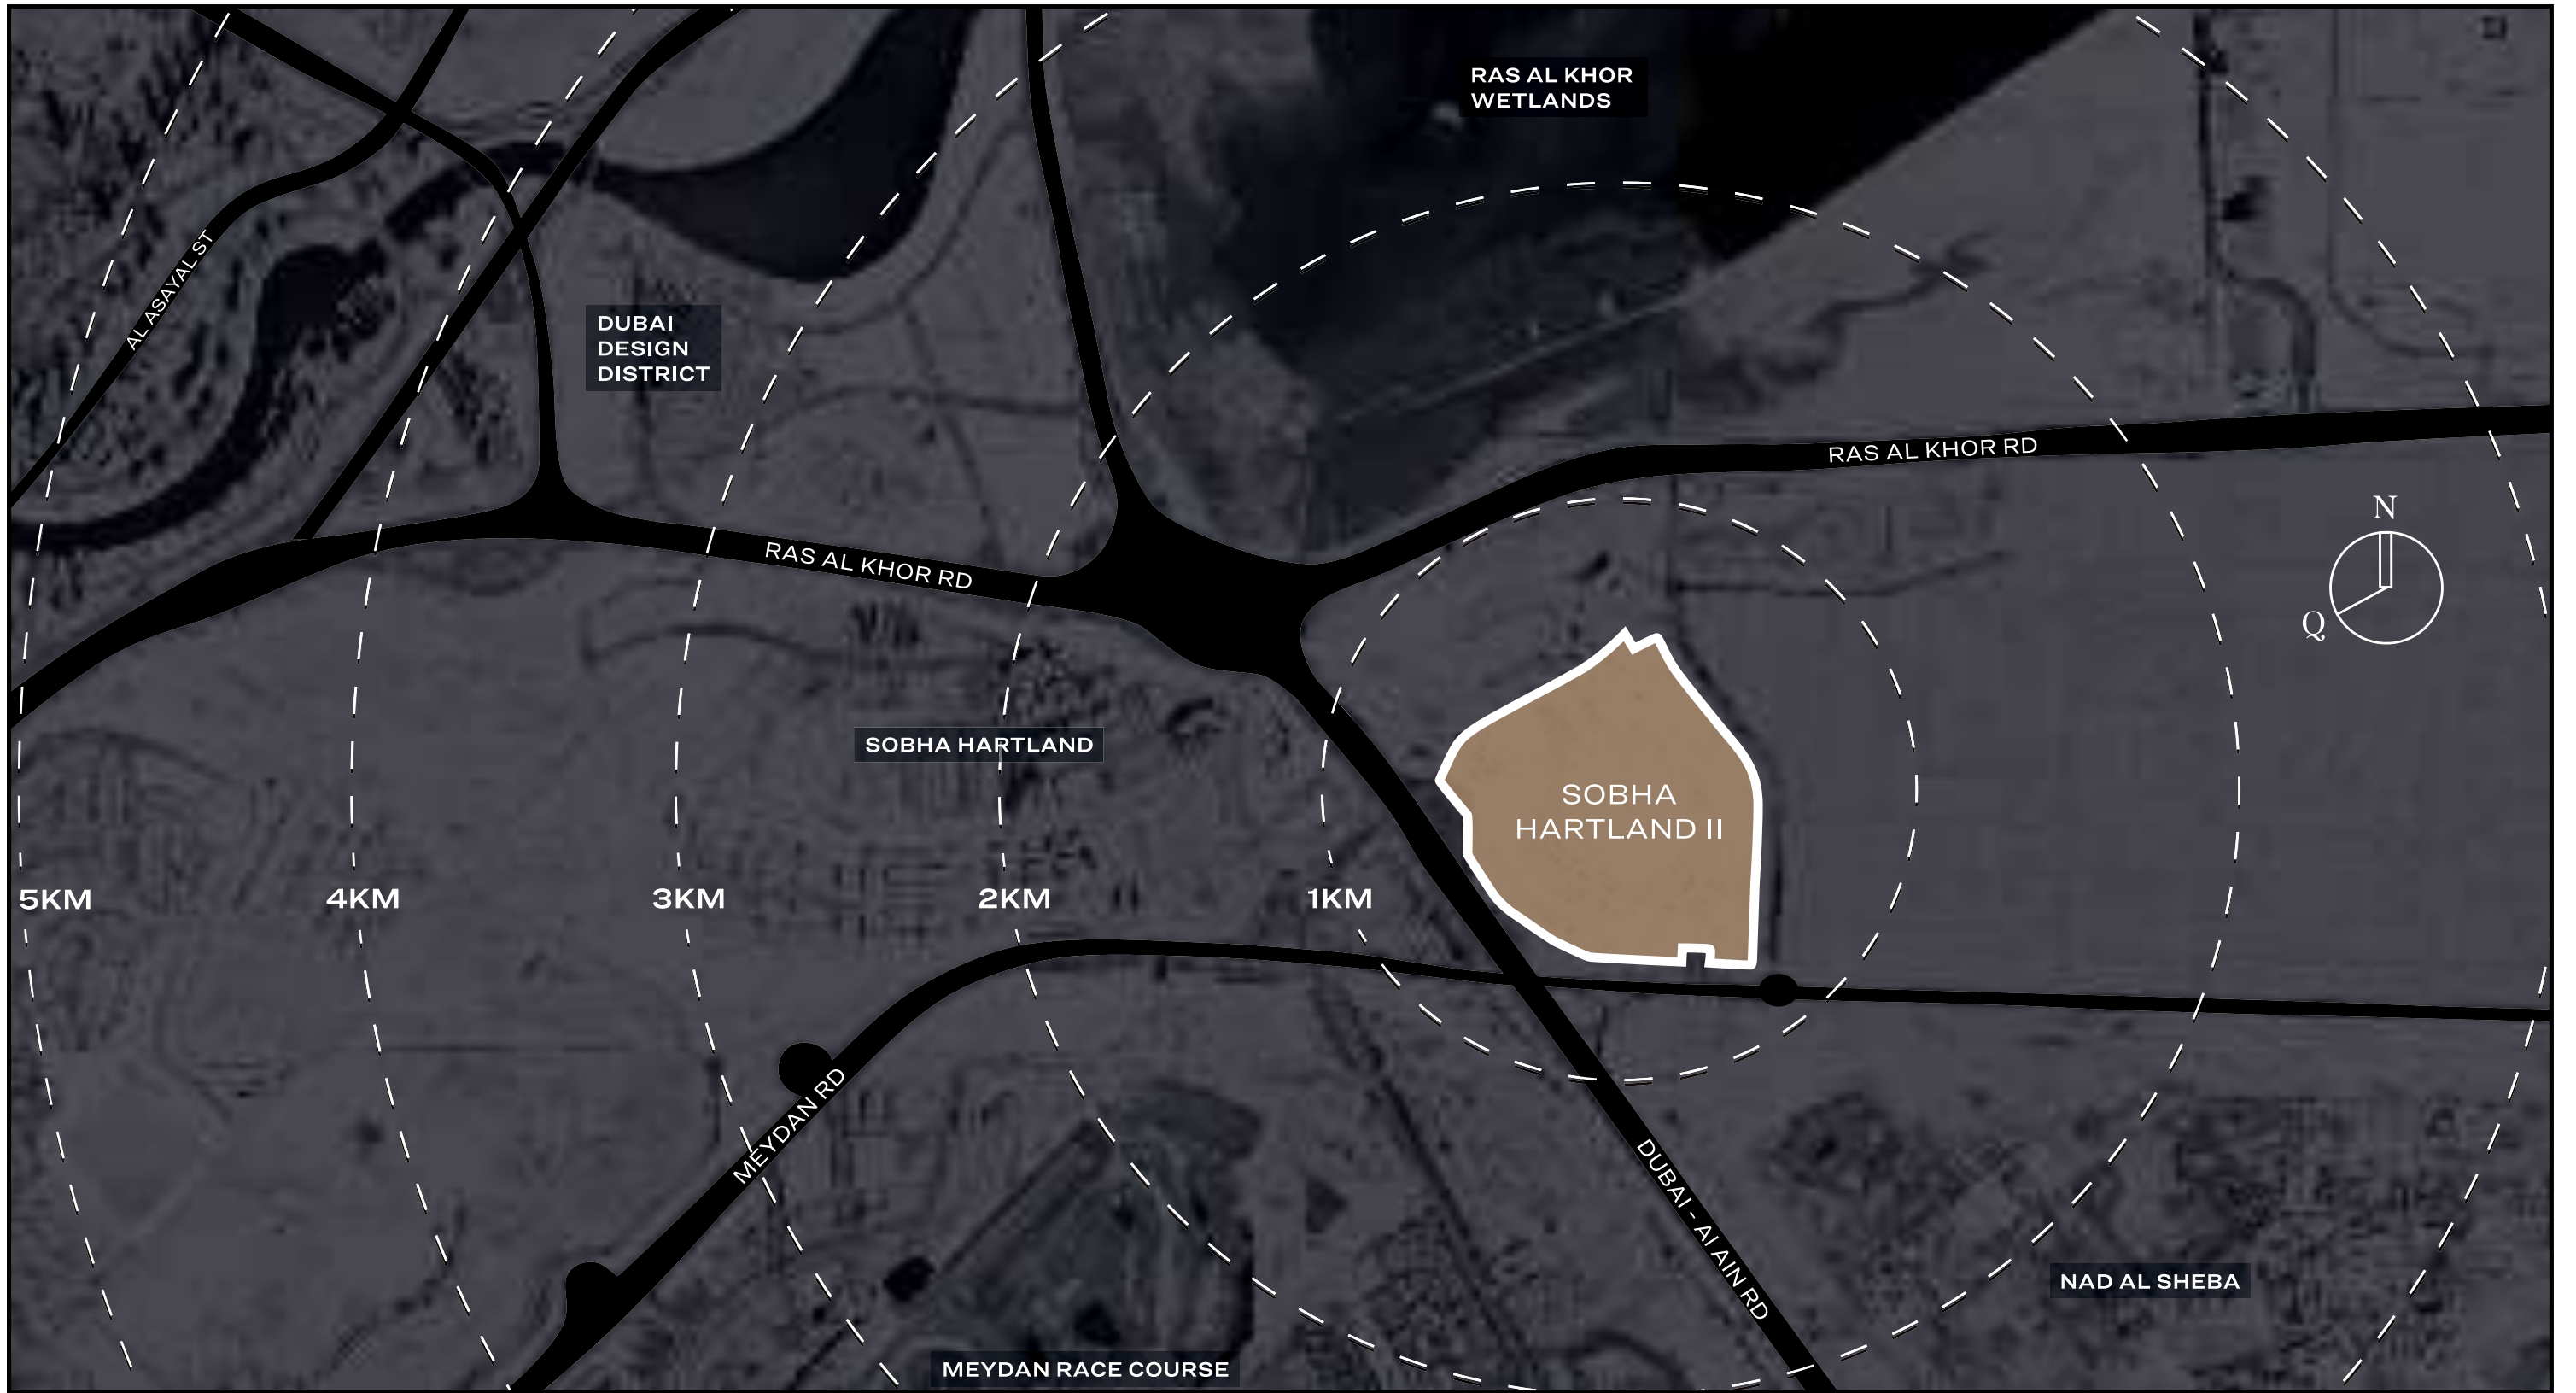 RAS AL KHOR
WETLANDS
AL ASAYAL ST
DUBAI
DESIGN
DISTRICT
RAS AL KHOR RD
N
Q
RAS AL KHOR RD
SOBHA HARTLAND
SOBHA
HARTLAND II
5KM
4KM
3KM
2KM
1KM
MEYDAN RD
DUBAI - Al AIN RD
NAD AL SHEBA
MEYDAN RACE COURSE